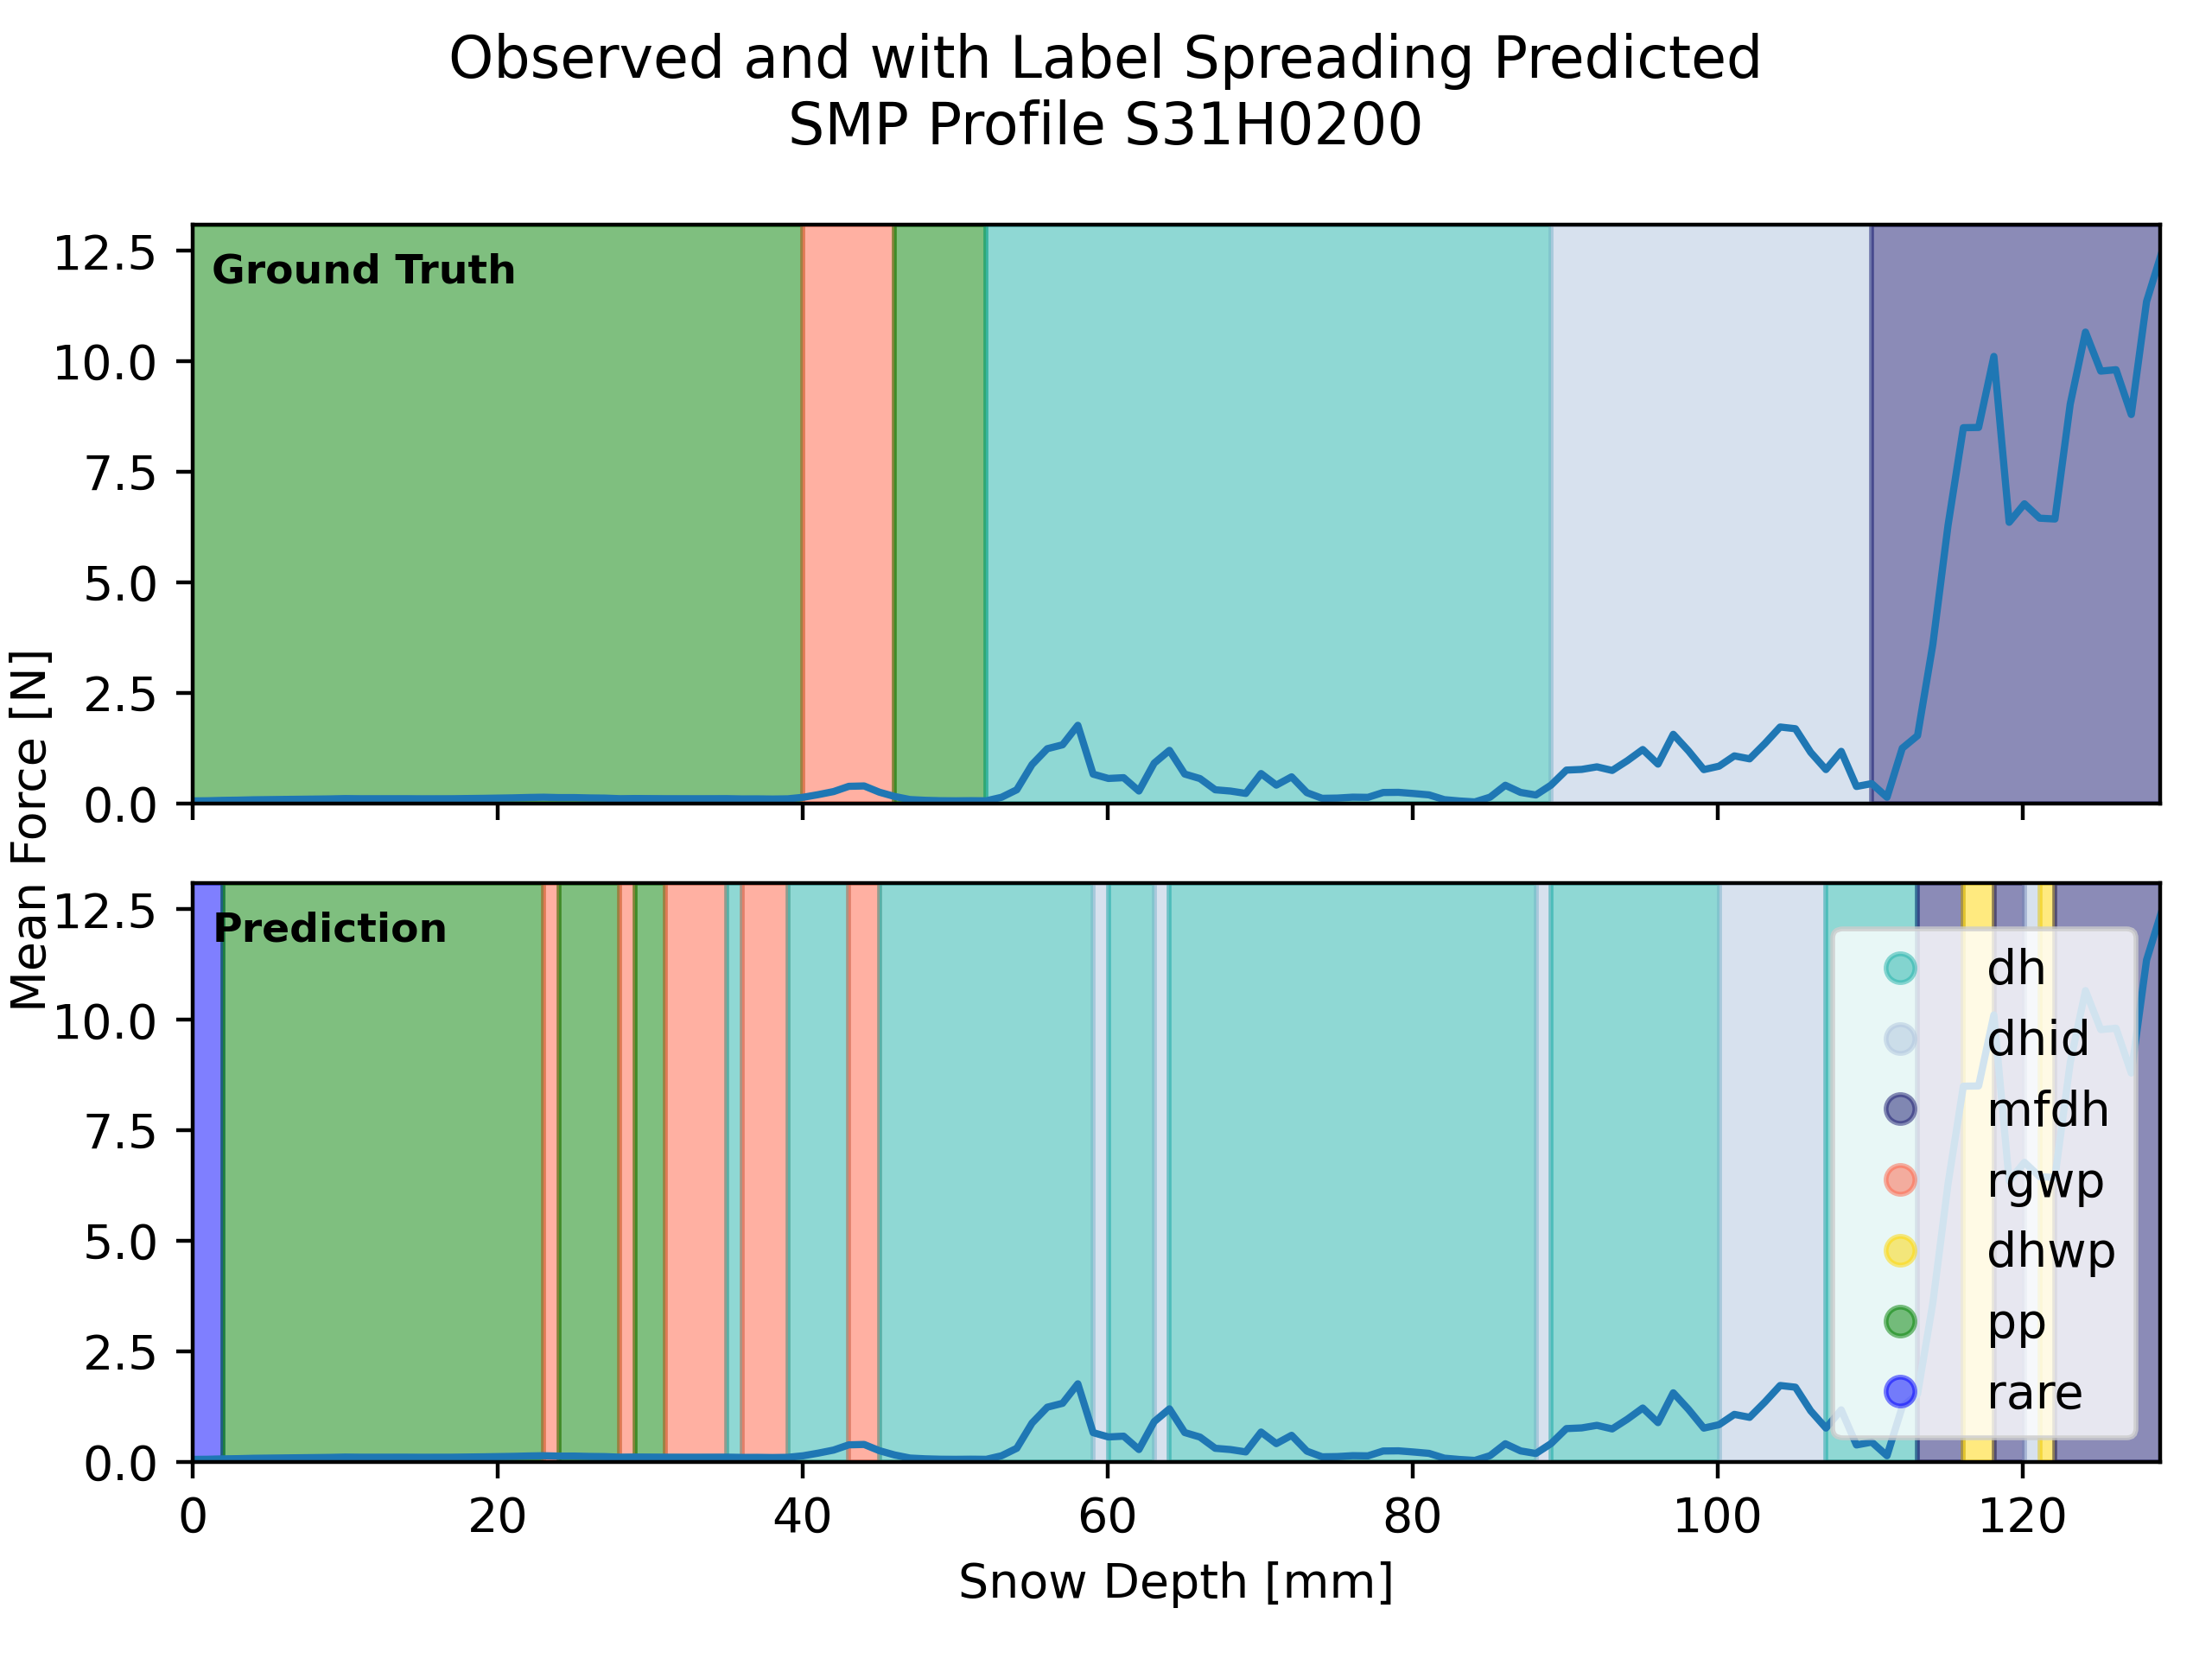 Observed and with Label Spreading Predicted
SMP Profile S31H0200
Mean Force [N]
12.5
10.0
7.5
5.0
2.5
0.0
Ground Truth
12.5
10.0
7.5
5.0
2.5
0.0
Prediction
dh
dhid
mfdh
rgwp
dhwp
pp
rare
0 20 40 60 80 100 120
Snow Depth [mm]